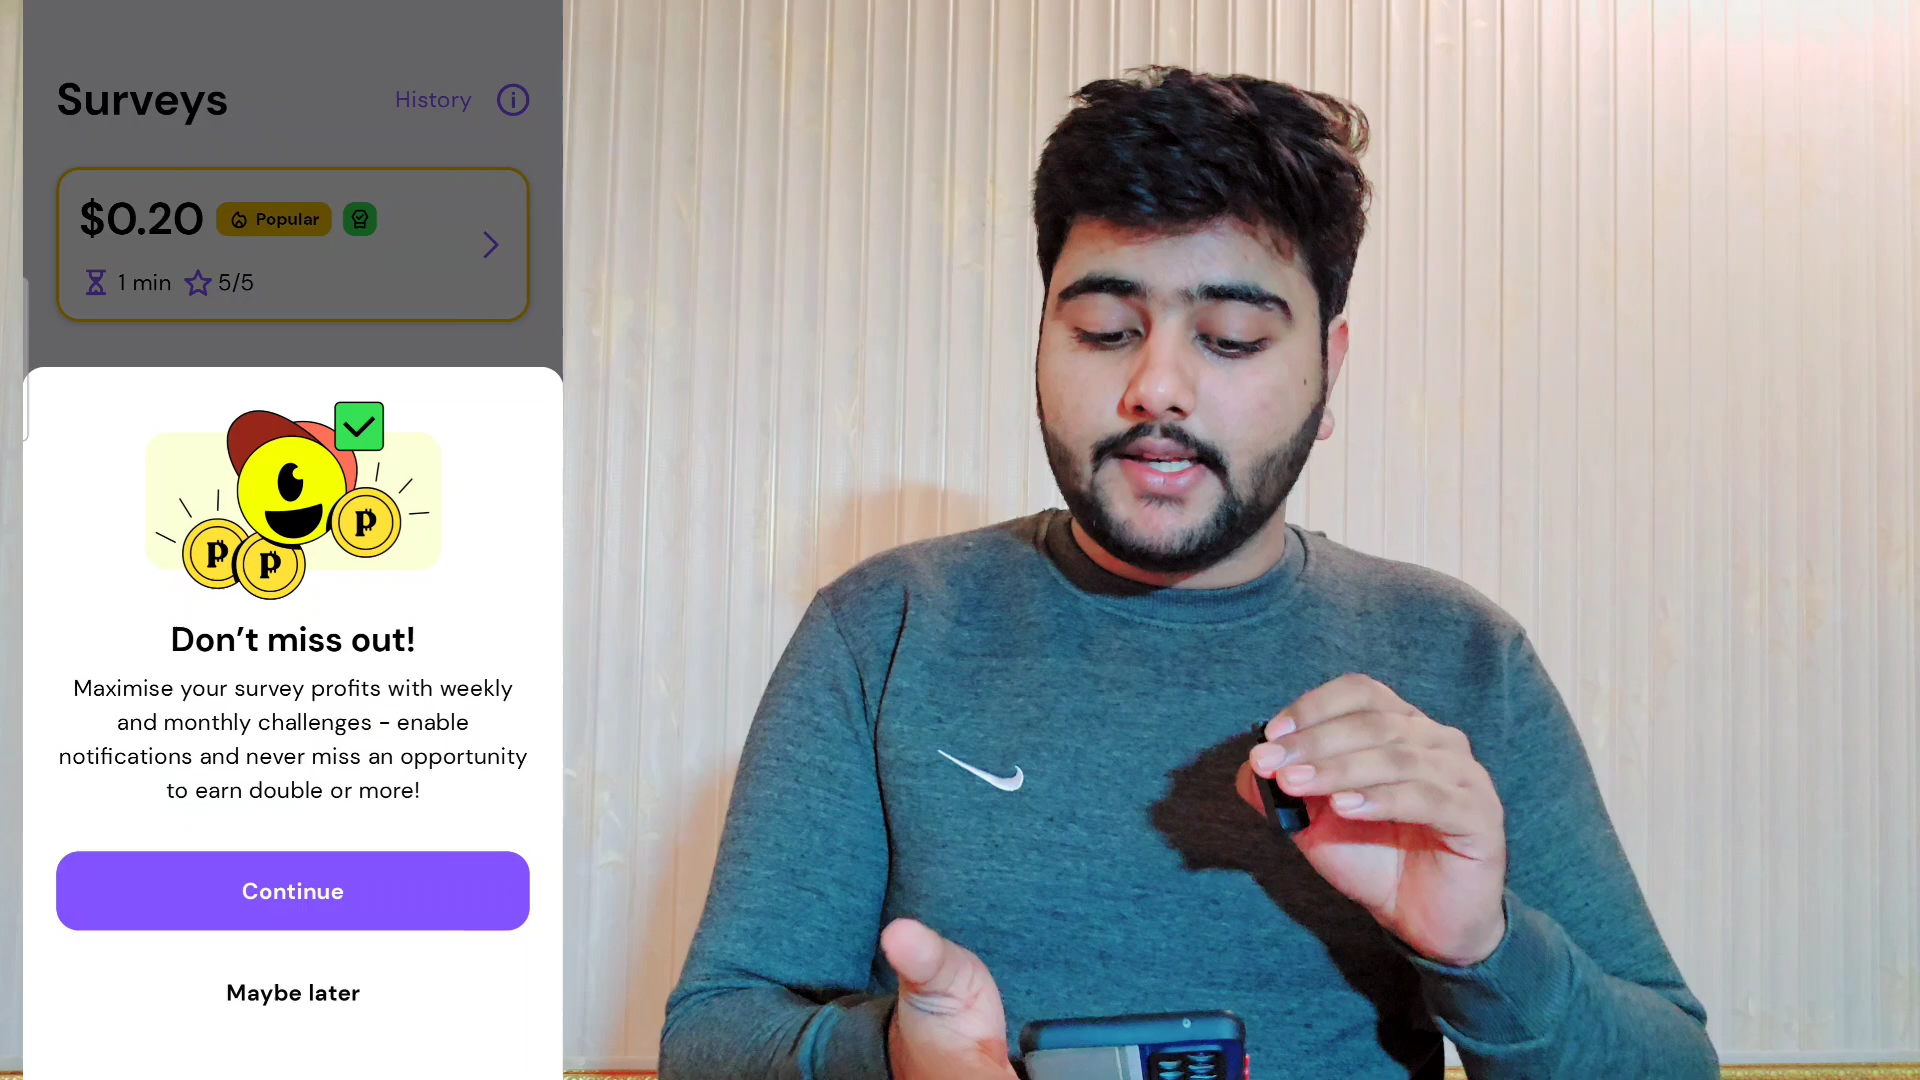 Surveys
History
$0.20
Popular
1 min
5/5
Don’t miss out!
Maximise your survey profits with weekly
and monthly challenges - enable
notifications and never miss an opportunity
to earn double or more!
Continue
Maybe later